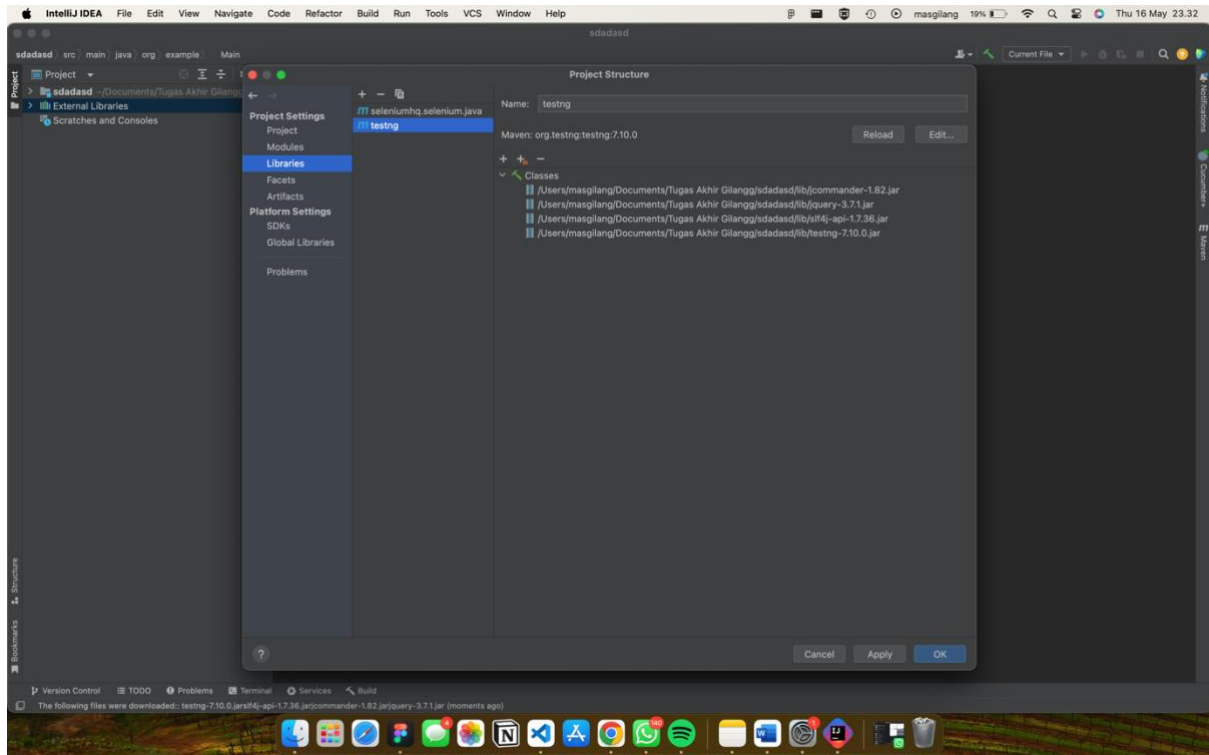 IntelliJ IDEA File Edit View Navigate Code Refactor Build Run Tools VCS Window Help masgilang 19% Thu 16 May 23.32
sdadasd
sdadasd src main java org example Main Current File
Project
Project
sdadasd ~/Documents/Tugas Akhir Gilang
External Libraries
Scratches and Consoles
Project Structure
Project Settings
Project
Modules
Libraries
Facets
Artifacts
Platform Settings
SDKs
Global Libraries
Problems
seleniumhq.selenium.java
testng
Name: testng
Maven: org.testng:testng:7.10.0 Reload Edit...
Classes
/Users/masgilang/Documents/Tugas Akhir Gilangg/sdadasd/lib/jcommander-1.82.jar
/Users/masgilang/Documents/Tugas Akhir Gilangg/sdadasd/lib/jquery-3.7.1.jar
/Users/masgilang/Documents/Tugas Akhir Gilangg/sdadasd/lib/slf4j-api-1.7.36.jar
/Users/masgilang/Documents/Tugas Akhir Gilangg/sdadasd/lib/testng-7.10.0.jar
? Cancel Apply OK
Notifications
Cucumber+
Maven
Structure
Bookmarks
Version Control TODO Problems Terminal Services Build
The following files were downloaded:: testng-7.10.0.jarslf4j-api-1.7.36.jarjcommander-1.82.jarjquery-3.7.1.jar (moments ago)
4
140
1